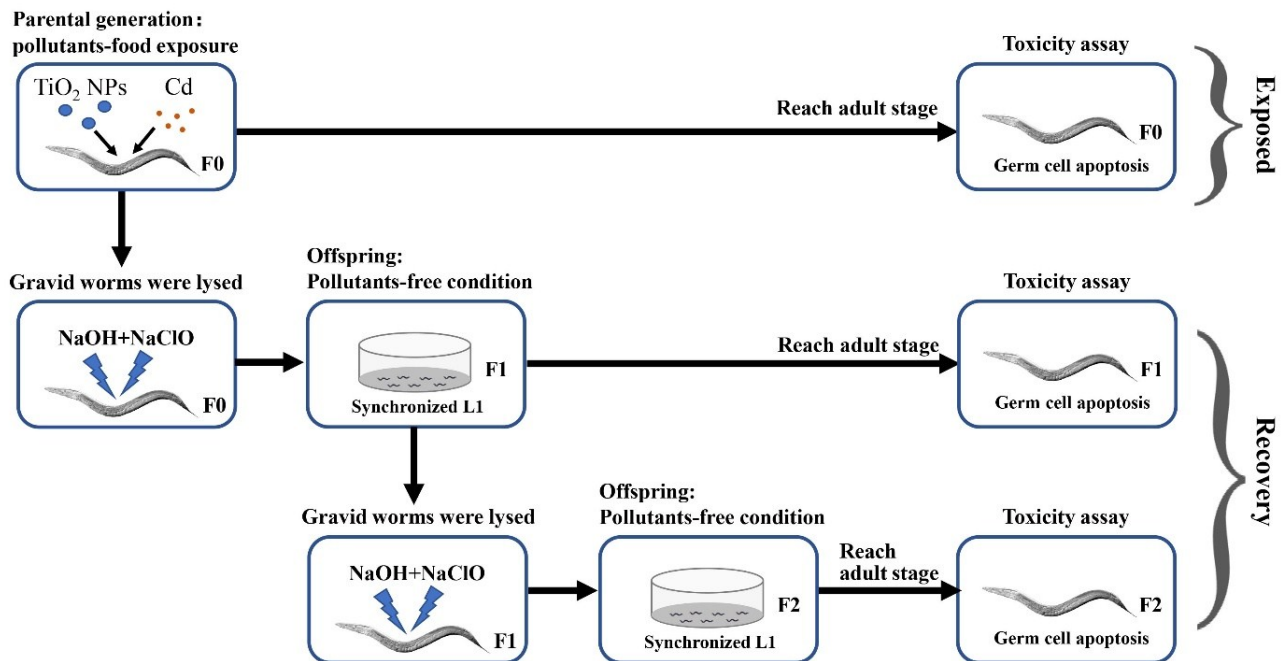 Parental generation:
pollutants-food exposure
TiO₂ NPs
Cd
F0
Reach adult stage
Toxicity assay
F0
Germ cell apoptosis
Exposed
Gravid worms were lysed
NaOH+NaClO
F0
Offspring:
Pollutants-free condition
F1
Synchronized L1
Reach adult stage
Toxicity assay
F1
Germ cell apoptosis
Recovery
Gravid worms were lysed
NaOH+NaClO
F1
Offspring:
Pollutants-free condition
F2
Synchronized L1
Reach
adult stage
Toxicity assay
F2
Germ cell apoptosis